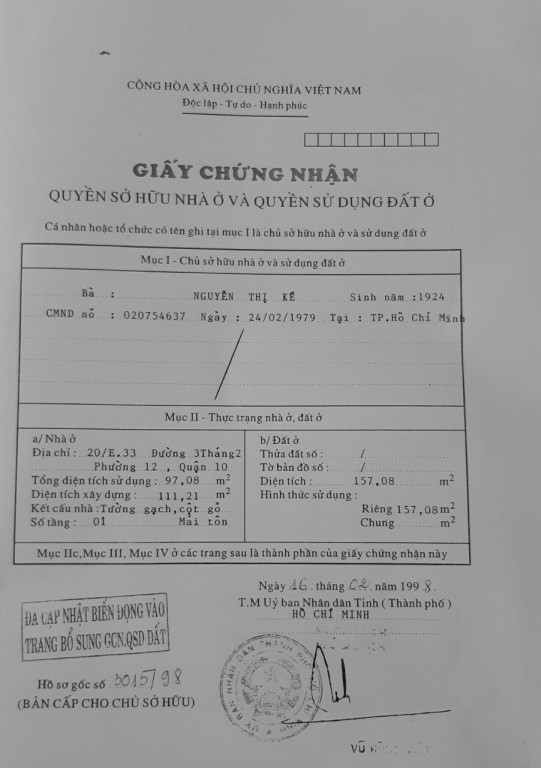 CỘNG HÒA XÃ HỘI CHỦ NGHĨA VIỆT NAM
Độc lập - Tự do - Hạnh phúc
GIẤY CHỨNG NHẬN
QUYỀN SỞ HỮU NHÀ Ở VÀ QUYỀN SỬ DỤNG ĐẤT Ở
Cá nhân hoặc tổ chức có tên ghi tại mục I là chủ sở hữu nhà ở và sử dụng đất ở
Mục I - Chủ sở hữu nhà ở và sử dụng đất ở
Bà : NGUYỄN THỊ KẾ Sinh năm :1924
CMND số : 020754637 Ngày : 24/02/1979 Tại : TP.Hồ Chí Minh
Mục II - Thực trạng nhà ở, đất ở
a/ Nhà ở
Địa chỉ : 20/E.33 Đường 3Tháng2
Phường 12 , Quận 10
Tổng diện tích sử dụng : 97,08 m²
Diện tích xây dựng : 111,21 m²
Kết cấu nhà :Tường gạch,cột gỗ
Số tầng : 01 Mái tôn
b/ Đất ở
Thửa đất số : /
Tờ bản đồ số : /
Diện tích : 157,08 m²
Hình thức sử dụng :
Riêng 157,08m²
Chung m²
Mục IIc,Mục III, Mục IV ở các trang sau là thành phần của giấy chứng nhận này
Ngày 16 tháng 02 năm 1998.
T.M Uỷ ban Nhân dân Tỉnh ( Thành phố )
HỒ CHÍ MINH
ĐÃ CẬP NHẬT BIẾN ĐỘNG VÀO
TRANG BỔ SUNG GCN.QSD ĐẤT
Hồ sơ gốc số 3015/98
(BẢN CẤP CHO CHỦ SỞ HỮU)
ỦY BAN NHÂN DÂN THÀNH PHỐ
VŨ